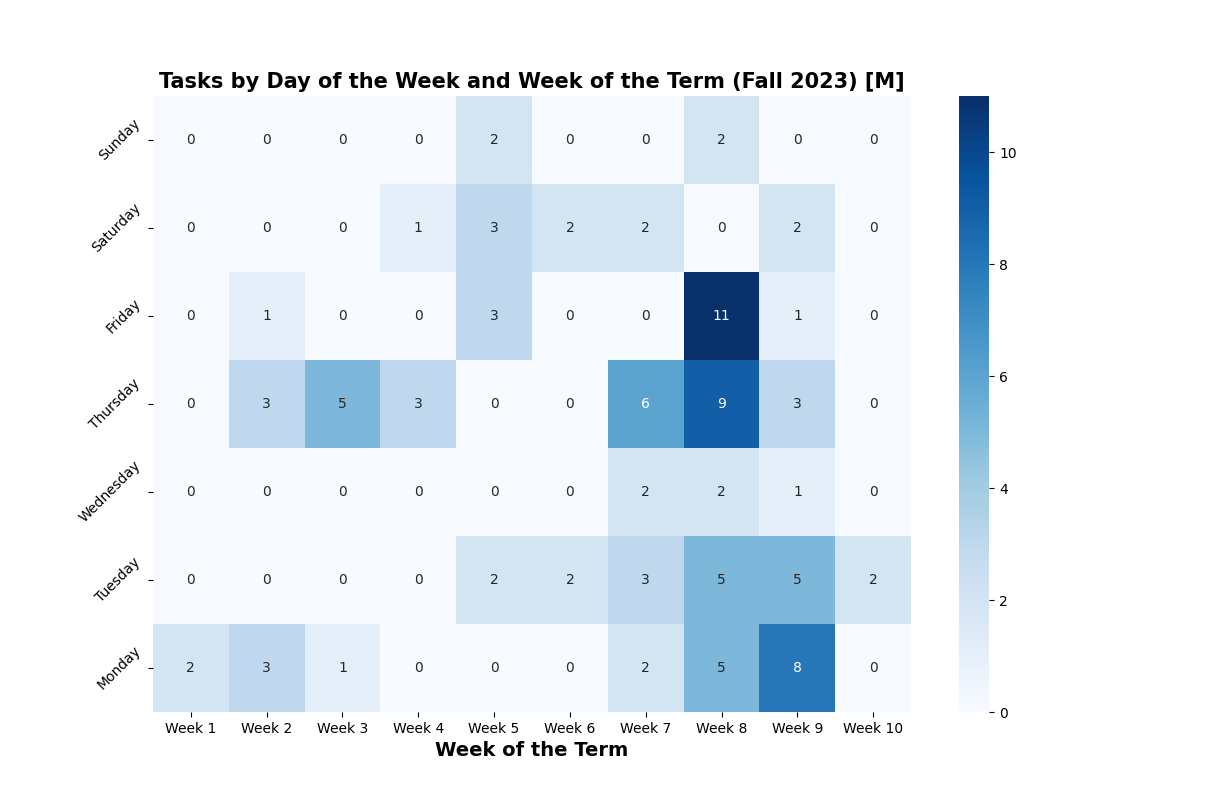 Tasks by Day of the Week and Week of the Term (Fall 2023) [M]
Sunday 0 0 0 0 2 0 0 2 0 0
Saturday 0 0 0 1 3 2 2 0 2 0
Friday 0 1 0 0 3 0 0 11 1 0
Thursday 0 3 5 3 0 0 6 9 3 0
Wednesday 0 0 0 0 0 0 2 2 1 0
Tuesday 0 0 0 0 2 2 3 5 5 2
Monday 2 3 1 0 0 0 2 5 8 0
Week 1 Week 2 Week 3 Week 4 Week 5 Week 6 Week 7 Week 8 Week 9 Week 10
Week of the Term
10
8
6
4
2
0